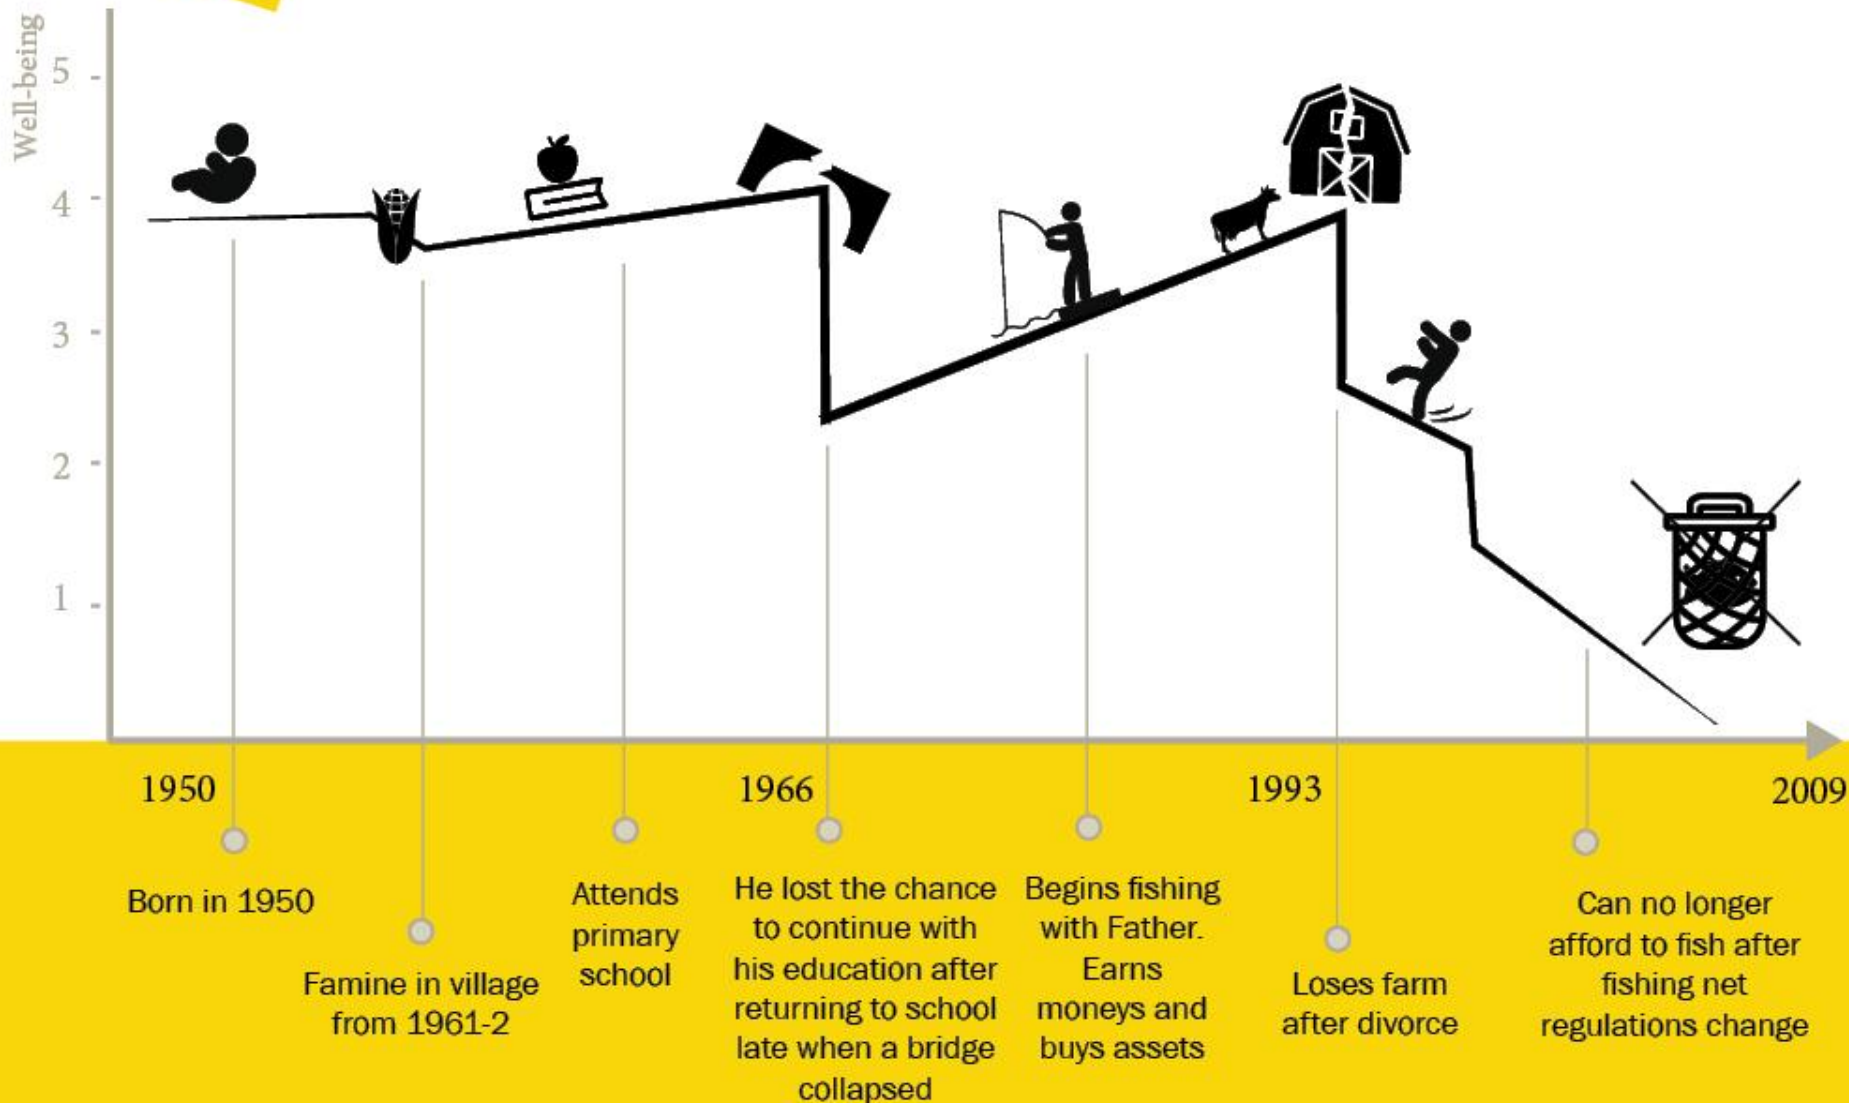 Well-being
5
4
3
2
1
1950
1966
1993
2009
Born in 1950
Famine in village
from 1961-2
Attends
primary
school
He lost the chance
to continue with
his education after
returning to school
late when a bridge
collapsed
Begins fishing
with Father.
Earns
moneys and
buys assets
Loses farm
after divorce
Can no longer
afford to fish after
fishing net
regulations change